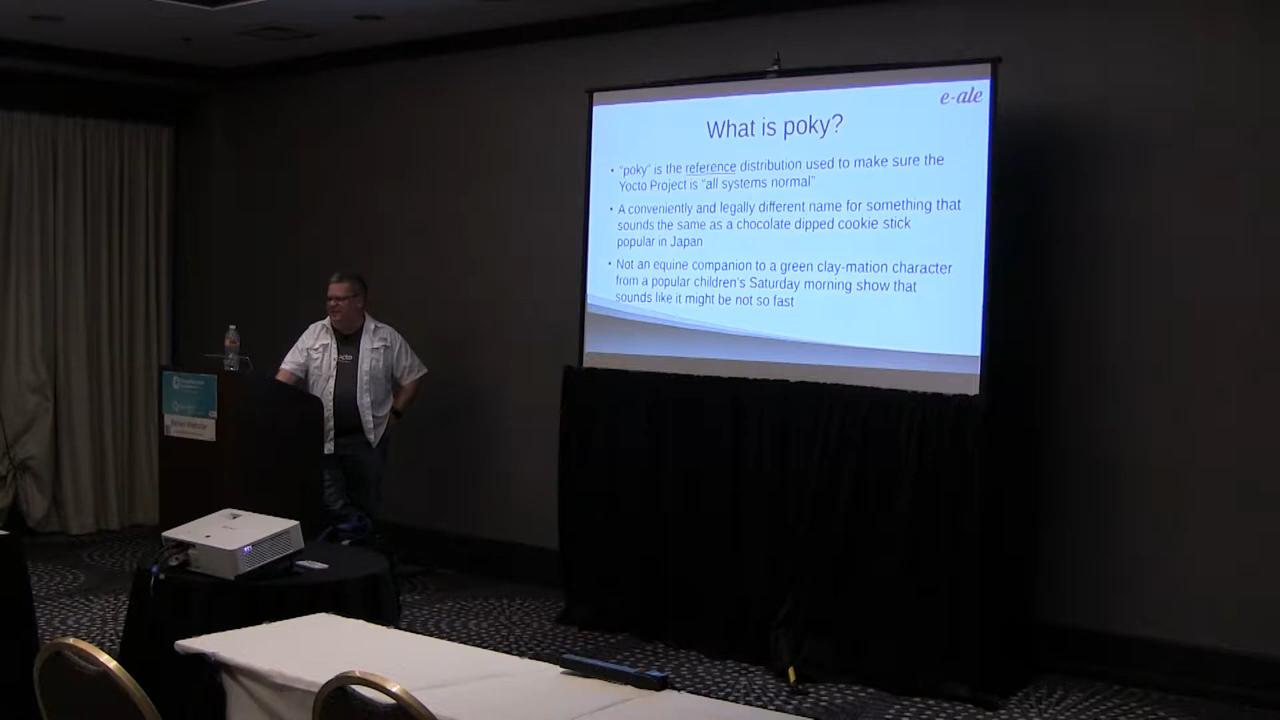 e-ale
What is poky?
• “poky” is the reference distribution used to make sure the
Yocto Project is “all systems normal”
• A conveniently and legally different name for something that
sounds the same as a chocolate dipped cookie stick
popular in Japan
• Not an equine companion to a green clay-mation character
from a popular children's Saturday morning show that
sounds like it might be not so fast